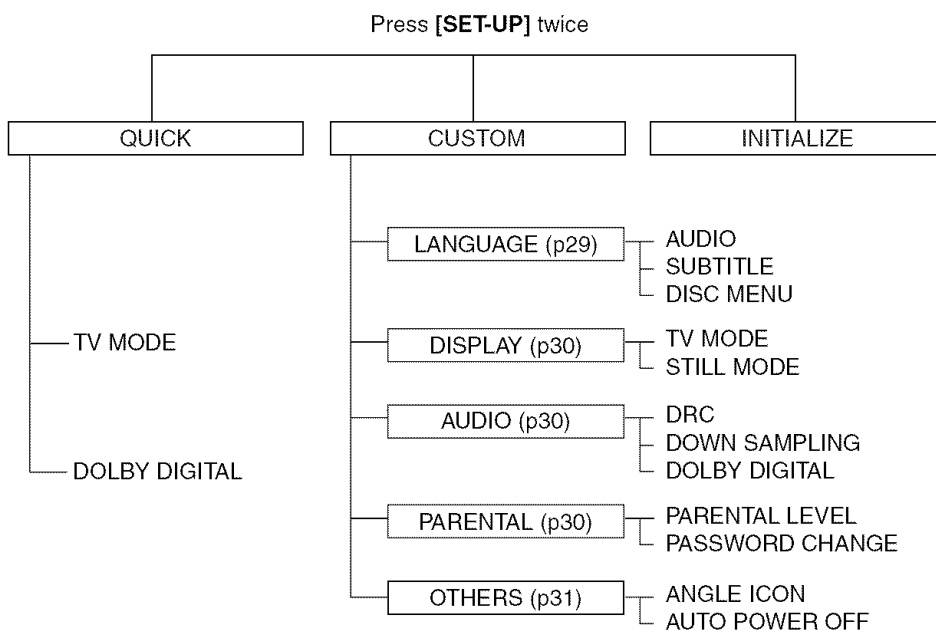 Press [SET-UP] twice
QUICK
CUSTOM
INITIALIZE
TV MODE
DOLBY DIGITAL
LANGUAGE (p29)
AUDIO
SUBTITLE
DISC MENU
DISPLAY (p30)
TV MODE
STILL MODE
AUDIO (p30)
DRC
DOWN SAMPLING
DOLBY DIGITAL
PARENTAL (p30)
PARENTAL LEVEL
PASSWORD CHANGE
OTHERS (p31)
ANGLE ICON
AUTO POWER OFF